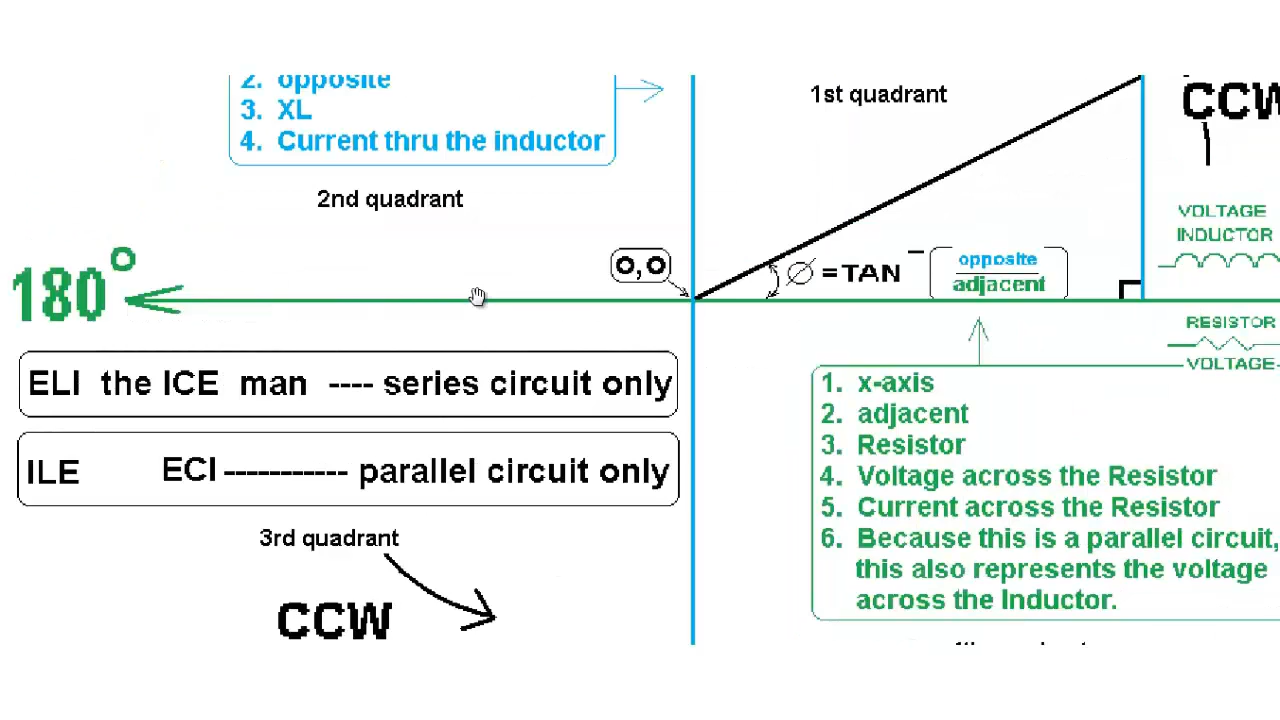 2. opposite
3. XL
4. Current thru the inductor
1st quadrant
CCW
2nd quadrant
VOLTAGE
INDUCTOR
180°
o,o
Ø = TAN⁻
opposite
adjacent
RESISTOR
VOLTAGE
ELI the ICE man ---- series circuit only
ILE ECI ----------- parallel circuit only
1. x-axis
2. adjacent
3. Resistor
4. Voltage across the Resistor
5. Current across the Resistor
6. Because this is a parallel circuit,
this also represents the voltage
across the Inductor.
3rd quadrant
CCW